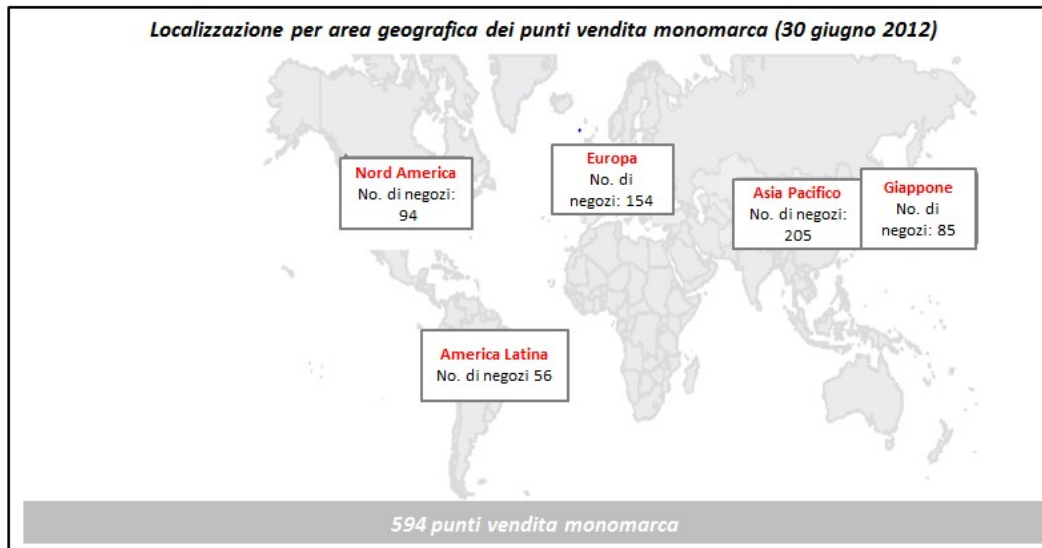 Localizzazione per area geografica dei punti vendita monomarca (30 giugno 2012)
Nord America
No. di negozi:
94
Europa
No. di
negozi: 154
Asia Pacifico
No. di negozi:
205
Giappone
No. di
negozi: 85
America Latina
No. di negozi 56
594 punti vendita monomarca